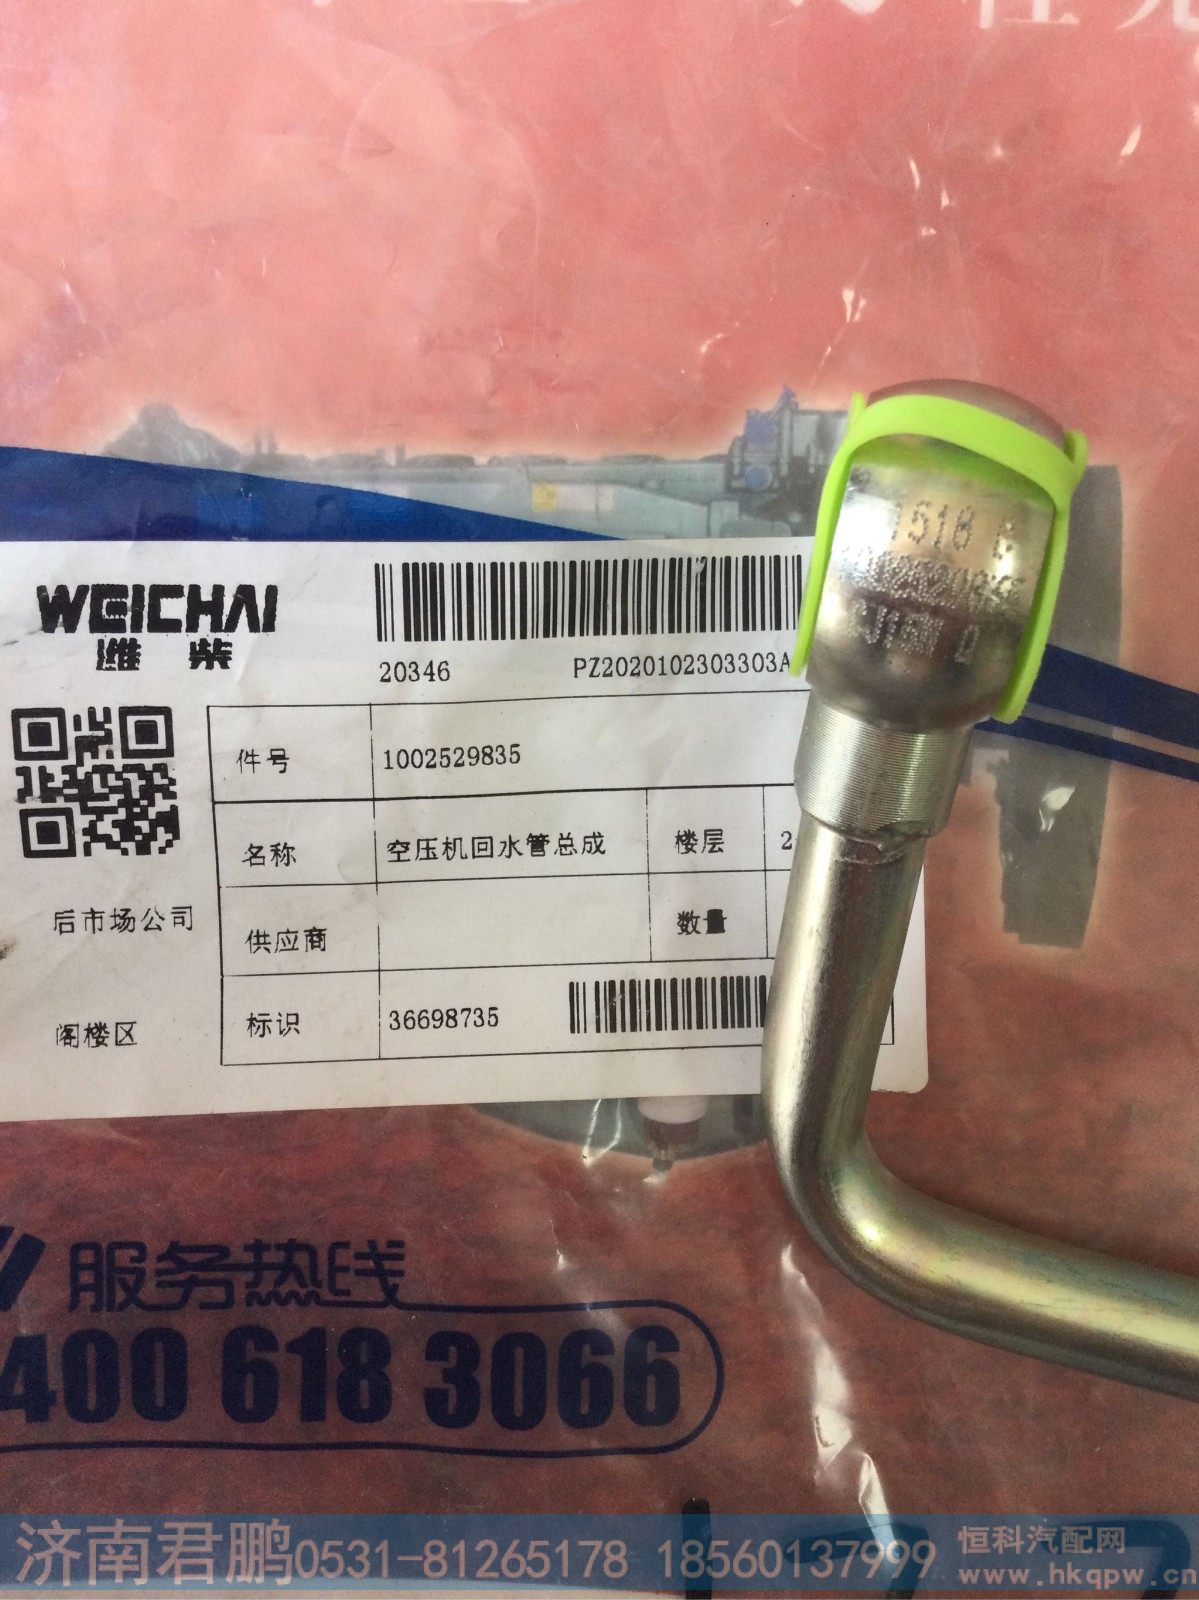 WEICHAI
潍 柴
20346 PZ2020102303303A
件号 1002529835
名称 空压机回水管总成 楼层 2
后市场公司
供应商 数量
阁楼区
标识 36698735
1518
服务热线
400 618 3066
济南君鹏0531-81265178 18560137999
恒科汽配网
www.hkqpw.cn